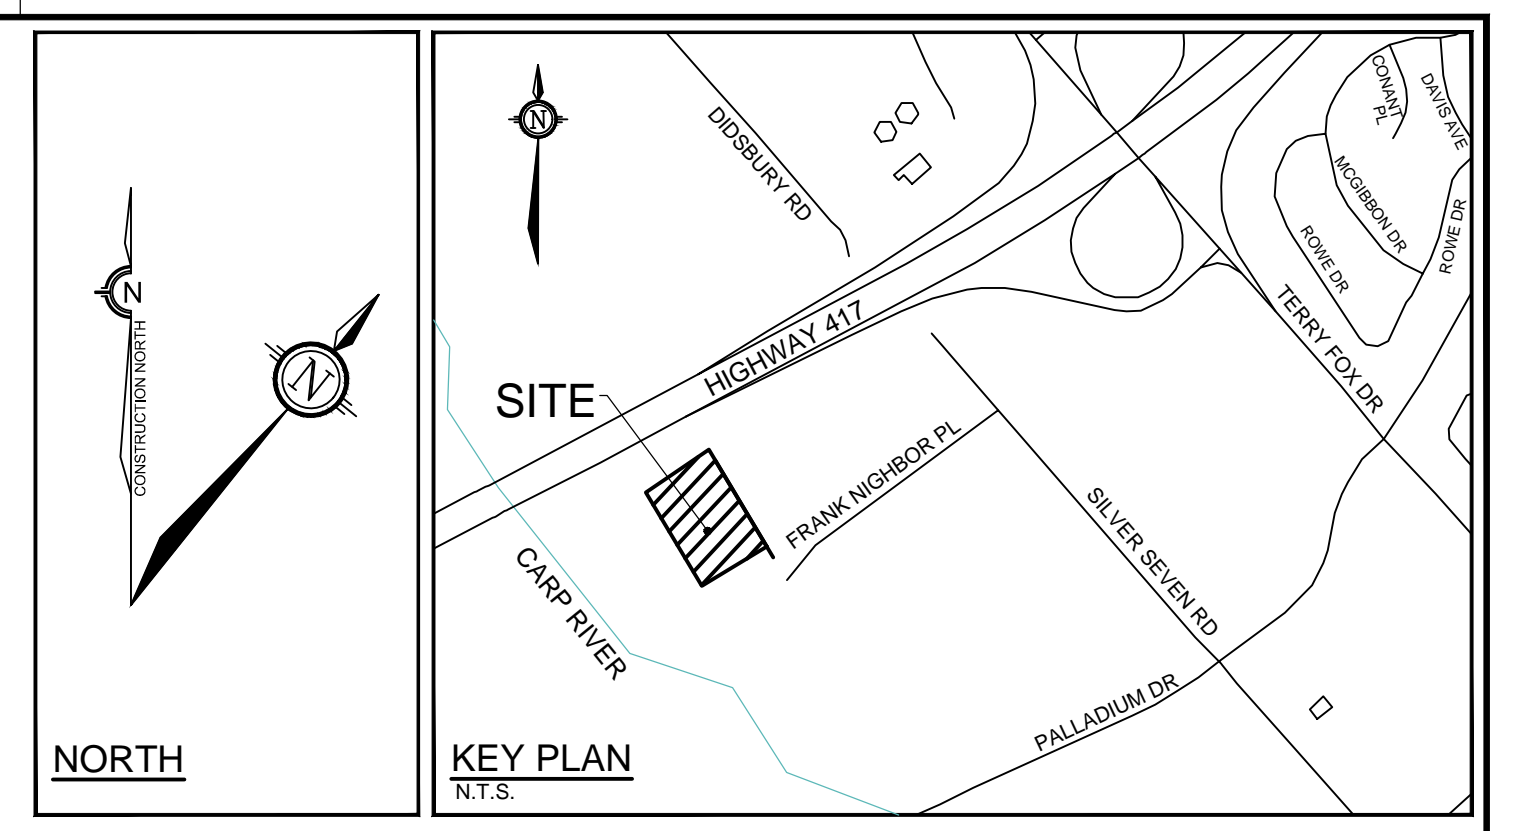 N
CONSTRUCTION NORTH
N
NORTH
N
DIDSBURY RD
CONANT
PL
DAVIS AVE
MCGIBBON DR
ROWE DR
ROWE DR
TERRY FOX DR
HIGHWAY 417
SITE
FRANK NIGHBOR PL
SILVER SEVEN RD
CARP RIVER
PALLADIUM DR
KEY PLAN
N.T.S.